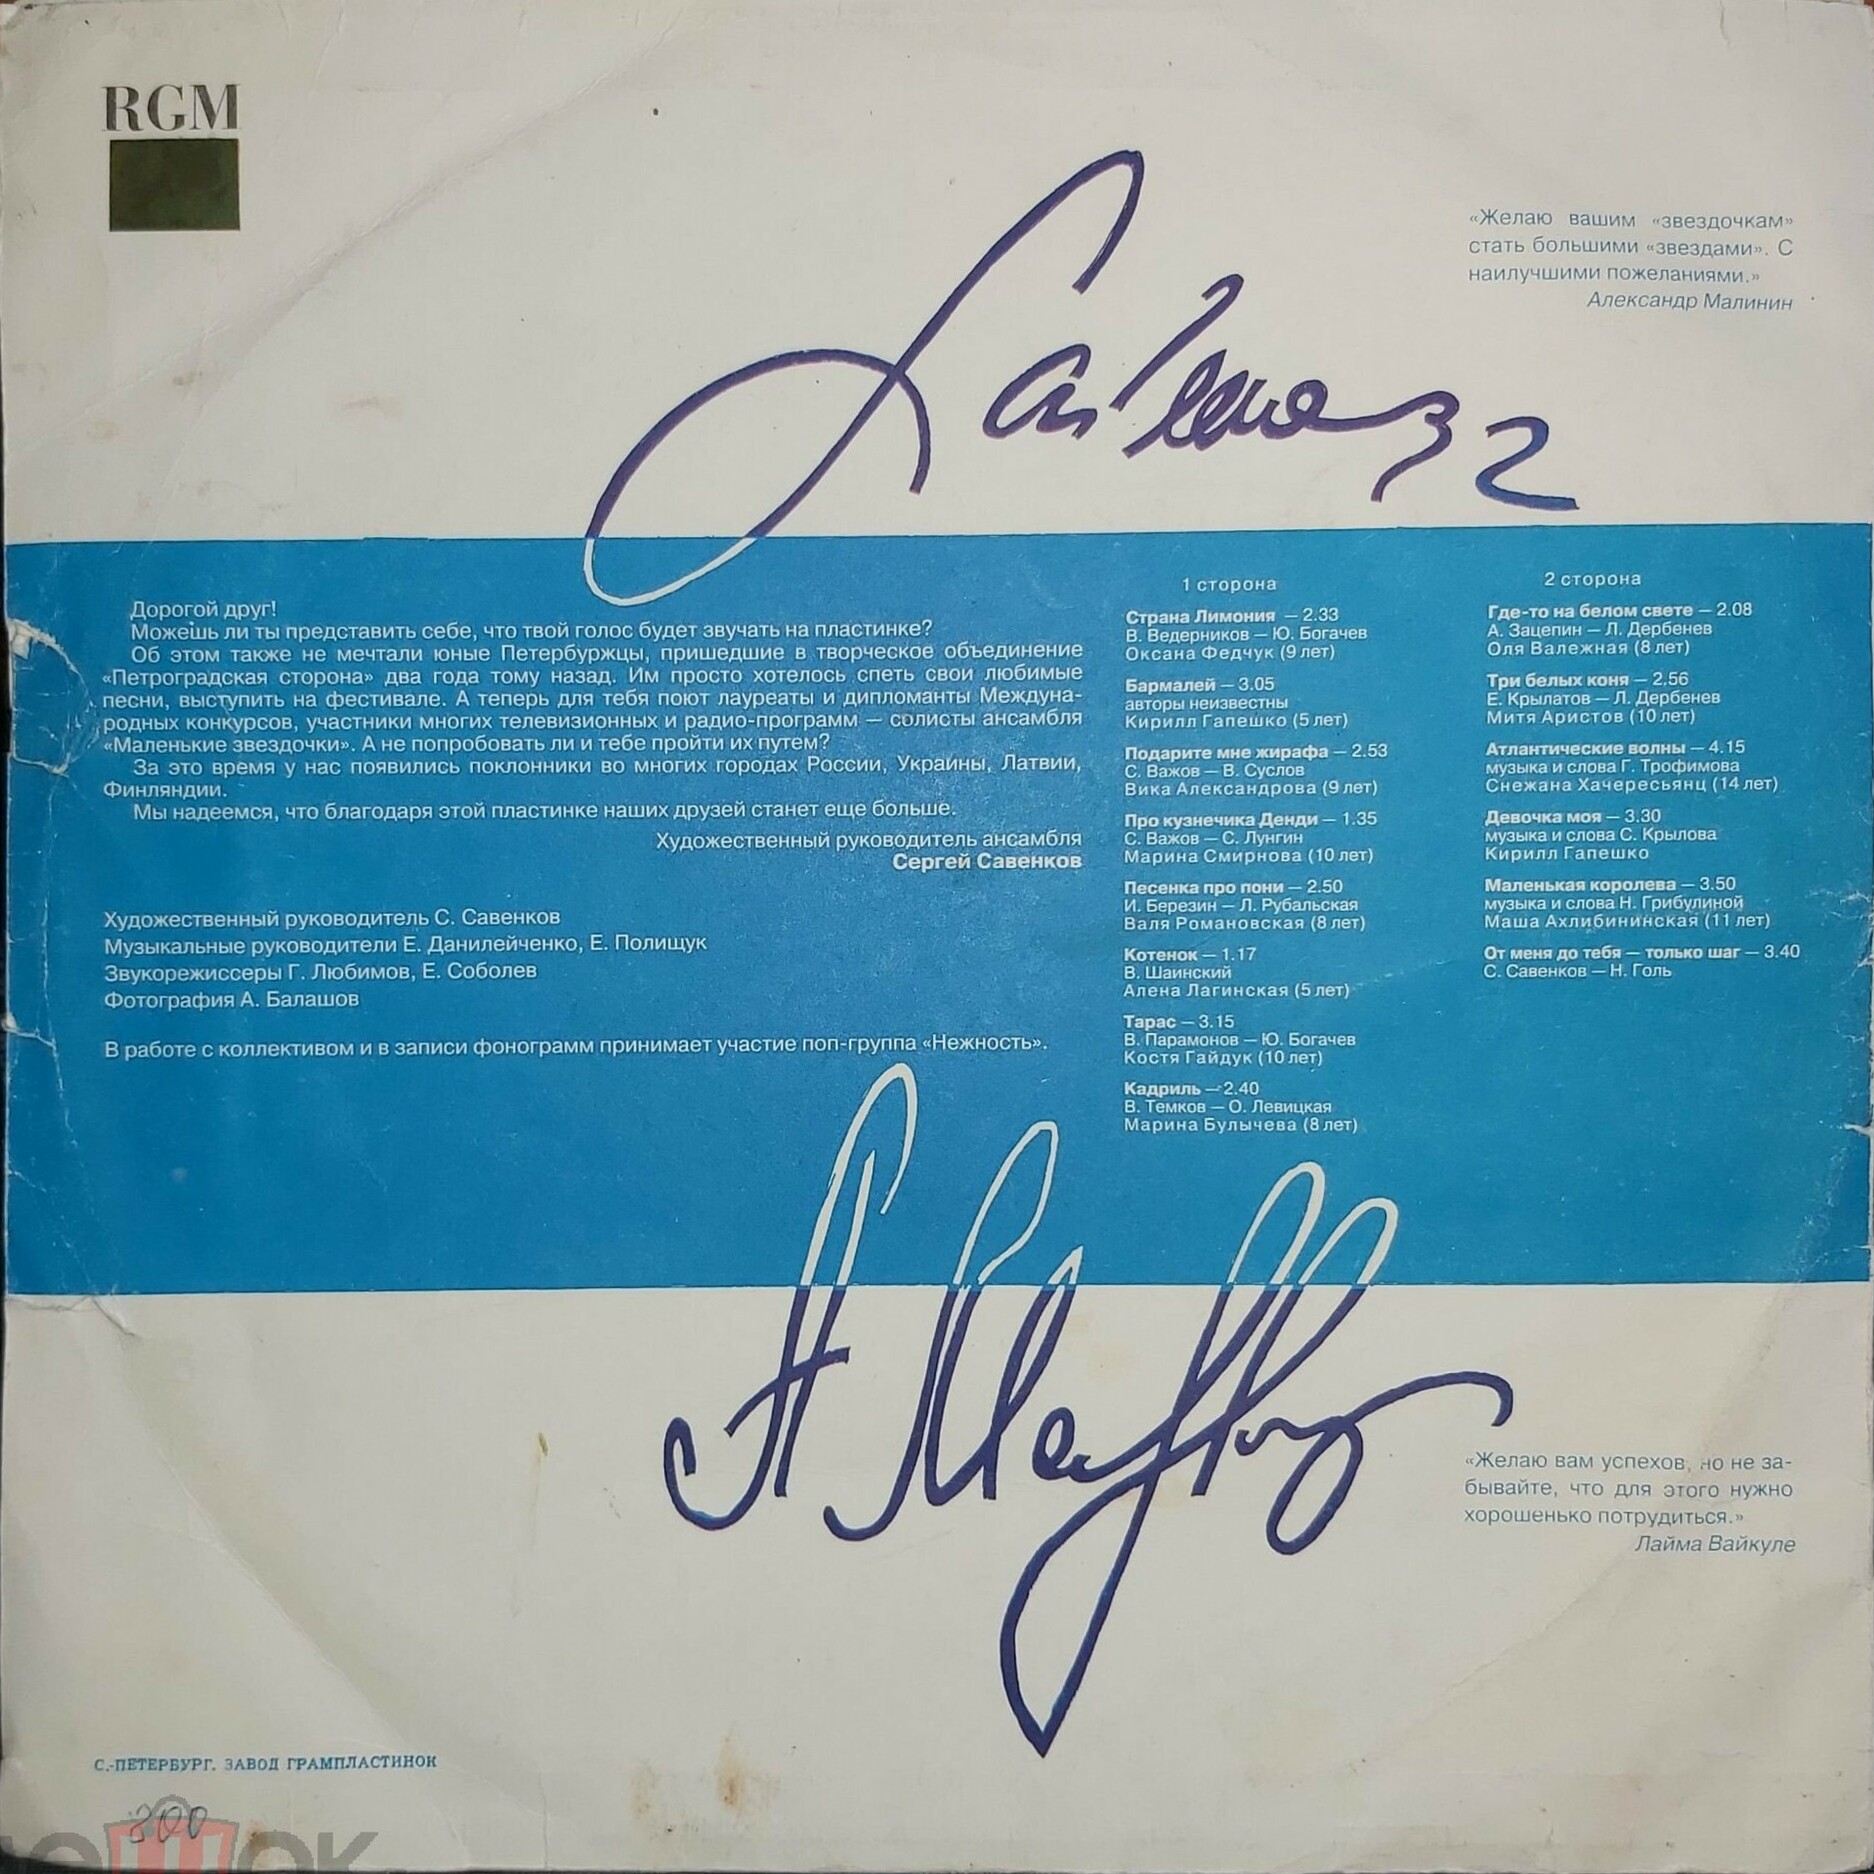 RGM
«Желаю вашим «звездочкам»
стать большими «звездами». С
наилучшими пожеланиями.»
Александр Малинин
Дорогой друг!
Можешь ли ты представить себе, что твой голос будет звучать на пластинке?
Об этом также не мечтали юные Петербуржцы, пришедшие в творческое объединение
«Петроградская сторона» два года тому назад. Им просто хотелось спеть свои любимые
песни, выступить на фестивале. А теперь для тебя поют лауреаты и дипломанты Междуна-
родных конкурсов, участники многих телевизионных и радио-программ — солисты ансамбля
«Маленькие звездочки». А не попробовать ли и тебе пройти их путем?
За это время у нас появились поклонники во многих городах России, Украины, Латвии,
Финляндии.
Мы надеемся, что благодаря этой пластинке наших друзей станет еще больше.
Художественный руководитель ансамбля
Сергей Савенков
Художественный руководитель С. Савенков
Музыкальные руководители Е. Данилейченко, Е. Полищук
Звукорежиссеры Г. Любимов, Е. Соболев
Фотография А. Балашов
В работе с коллективом и в записи фонограмм принимает участие поп-группа «Нежность».
1 сторона
Страна Лимония — 2.33
В. Ведерников — Ю. Богачев
Оксана Федчук (9 лет)
Бармалей — 3.05
авторы неизвестны
Кирилл Гапешко (5 лет)
Подарите мне жирафа — 2.53
С. Важов — В. Суслов
Вика Александрова (9 лет)
Про кузнечика Денди — 1.35
С. Важов — С. Лунгин
Марина Смирнова (10 лет)
Песенка про пони — 2.50
И. Березин — Л. Рубальская
Валя Романовская (8 лет)
Котенок — 1.17
В. Шаинский
Алена Лагинская (5 лет)
Тарас — 3.15
В. Парамонов — Ю. Богачев
Костя Гайдук (10 лет)
Кадриль — 2.40
В. Темков — О. Левицкая
Марина Булычева (8 лет)
2 сторона
Где-то на белом свете — 2.08
А. Зацепин — Л. Дербенев
Оля Валежная (8 лет)
Три белых коня — 2.56
Е. Крылатов — Л. Дербенев
Митя Аристов (10 лет)
Атлантические волны — 4.15
музыка и слова Г. Трофимова
Снежана Хачересьянц (14 лет)
Девочка моя — 3.30
музыка и слова С. Крылова
Кирилл Гапешко
Маленькая королева — 3.50
музыка и слова Н. Грибулиной
Маша Ахлибининская (11 лет)
От меня до тебя — только шаг — 3.40
С. Савенков — Н. Голь
«Желаю вам успехов, но не за-
бывайте, что для этого нужно
хорошенько потрудиться.»
Лайма Вайкуле
С.-ПЕТЕРБУРГ. ЗАВОД ГРАМПЛАСТИНОК
300